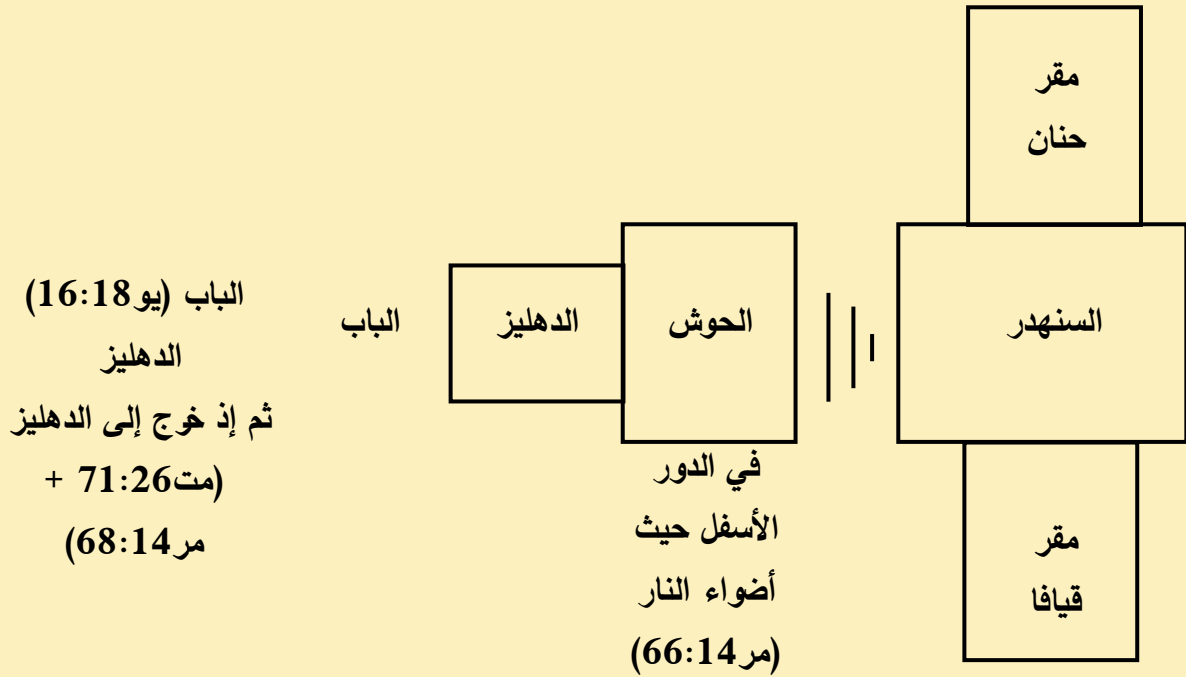 مقر
حنان
السنهدر
مقر
قيافا
الحوش
في الدور
الأسفل حيث
أضواء النار
(مر66:14)
الدهليز
الباب
الباب (يو16:18)
الدهليز
ثم إذ خرج إلى الدهليز
(مت71:26 +
مر68:14)